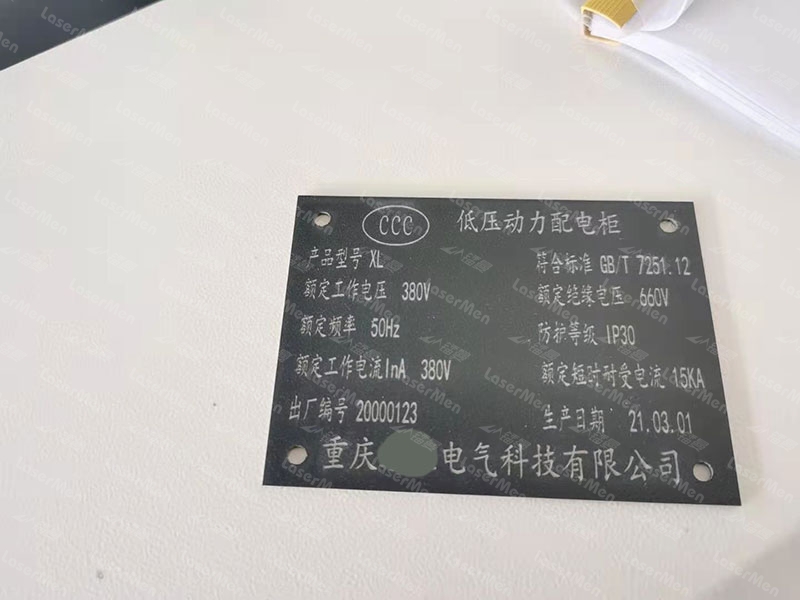 CCC 低压动力配电柜
产品型号 XL 符合标准 GB/T 7251.12
额定工作电压 380V 额定绝缘电压 660V
额定频率 50Hz 防护等级 IP30
额定工作电流InA 380V 额定短时耐受电流 15KA
出厂编号 20000123 生产日期 21.03.01
重庆 电气科技有限公司
LaserMen